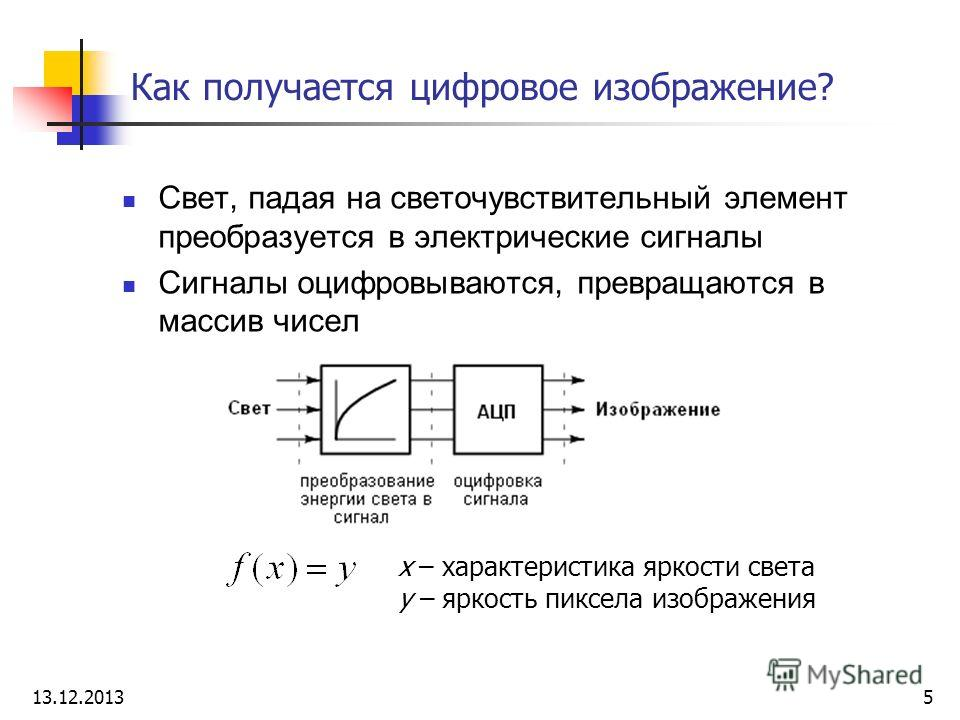 Как получается цифровое изображение?
Свет, падая на светочувствительный элемент
преобразуется в электрические сигналы
Сигналы оцифровываются, превращаются в
массив чисел
Свет
АЦП
Изображение
преобразование
энергии света в
сигнал
оцифровка
сигнала
f(x) = y
x – характеристика яркости света
y – яркость пиксела изображения
MyShared
13.12.2013
5